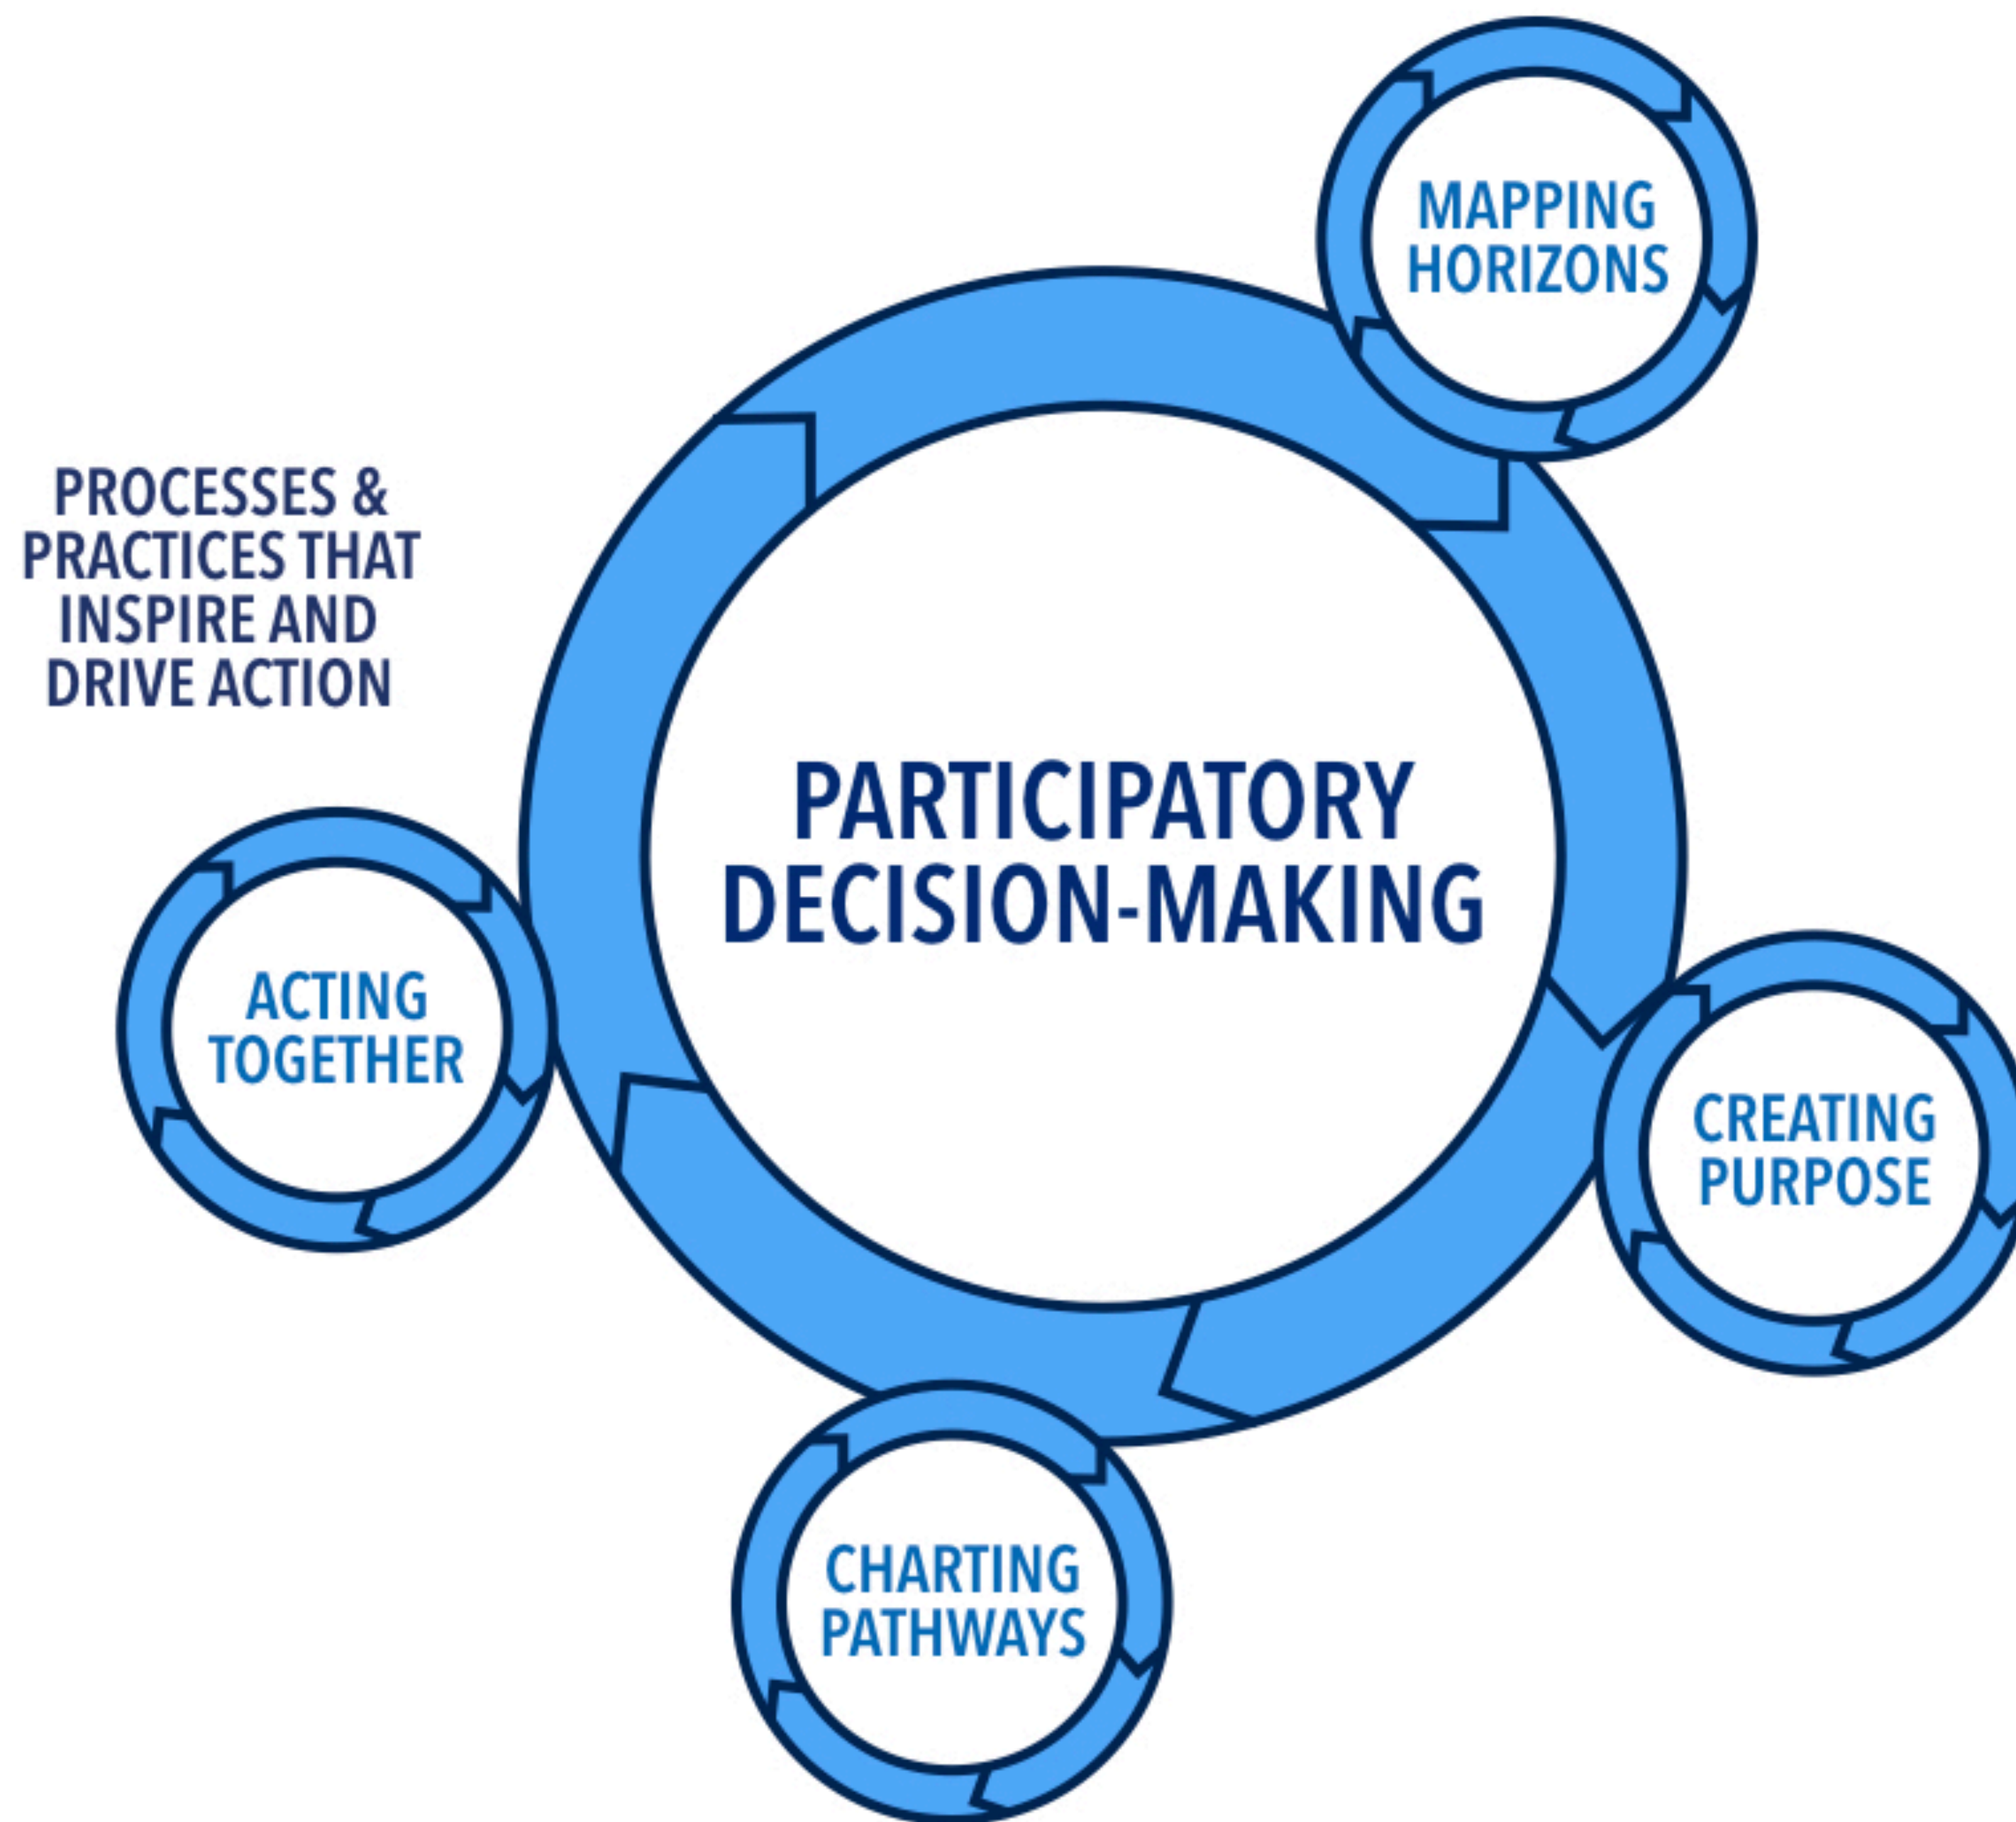 MAPPING
HORIZONS
PROCESSES &
PRACTICES THAT
INSPIRE AND
DRIVE ACTION
PARTICIPATORY
DECISION-MAKING
ACTING
TOGETHER
CREATING
PURPOSE
CHARTING
PATHWAYS